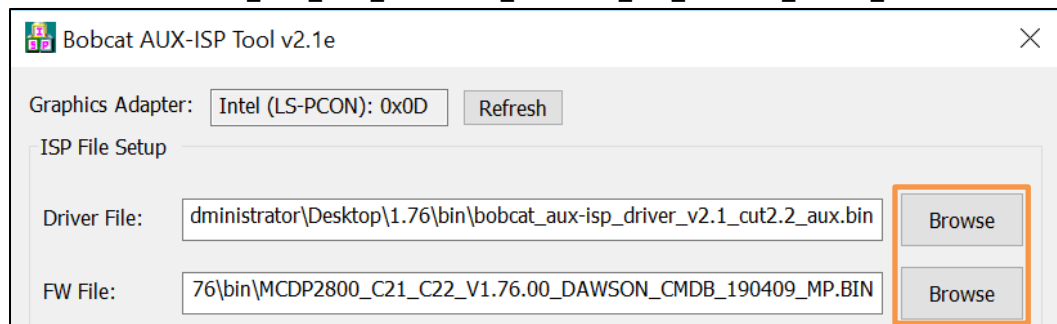 Bobcat AUX-ISP Tool v2.1e
Graphics Adapter: Intel (LS-PCON): 0x0D Refresh
ISP File Setup
Driver File: dministrator\Desktop\1.76\bin\bobcat_aux-isp_driver_v2.1_cut2.2_aux.bin Browse
FW File: 76\bin\MCDP2800_C21_C22_V1.76.00_DAWSON_CMDB_190409_MP.BIN Browse